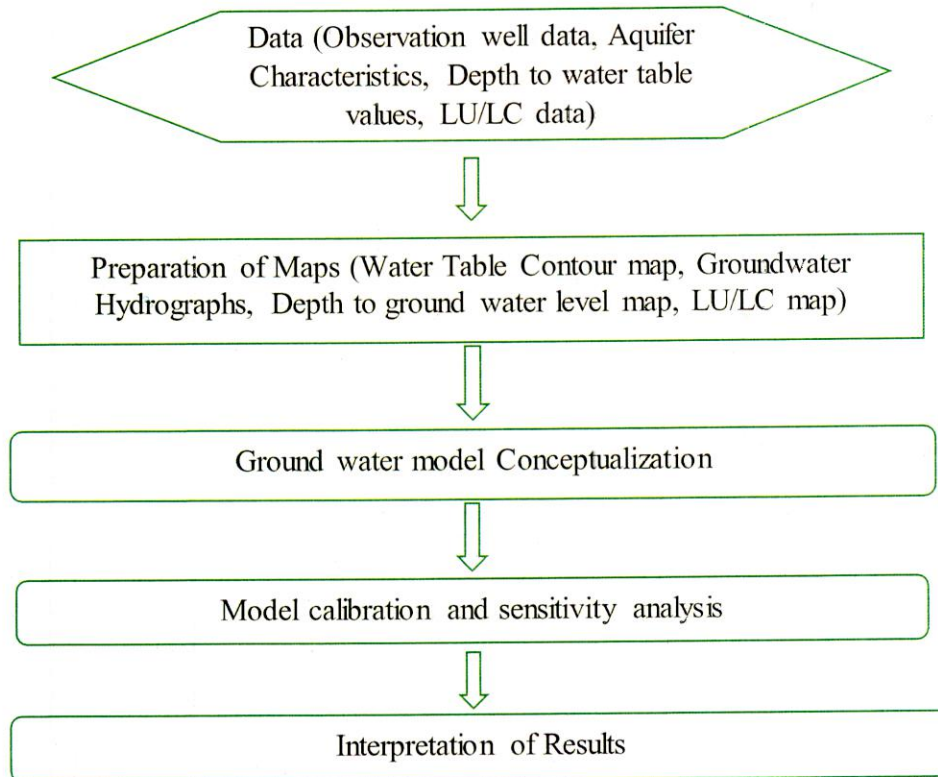 Data (Observation well data, Aquifer
Characteristics, Depth to water table
values, LU/LC data)
Preparation of Maps (Water Table Contour map, Groundwater
Hydrographs, Depth to ground water level map, LU/LC map)
Ground water model Conceptualization
Model calibration and sensitivity analysis
Interpretation of Results